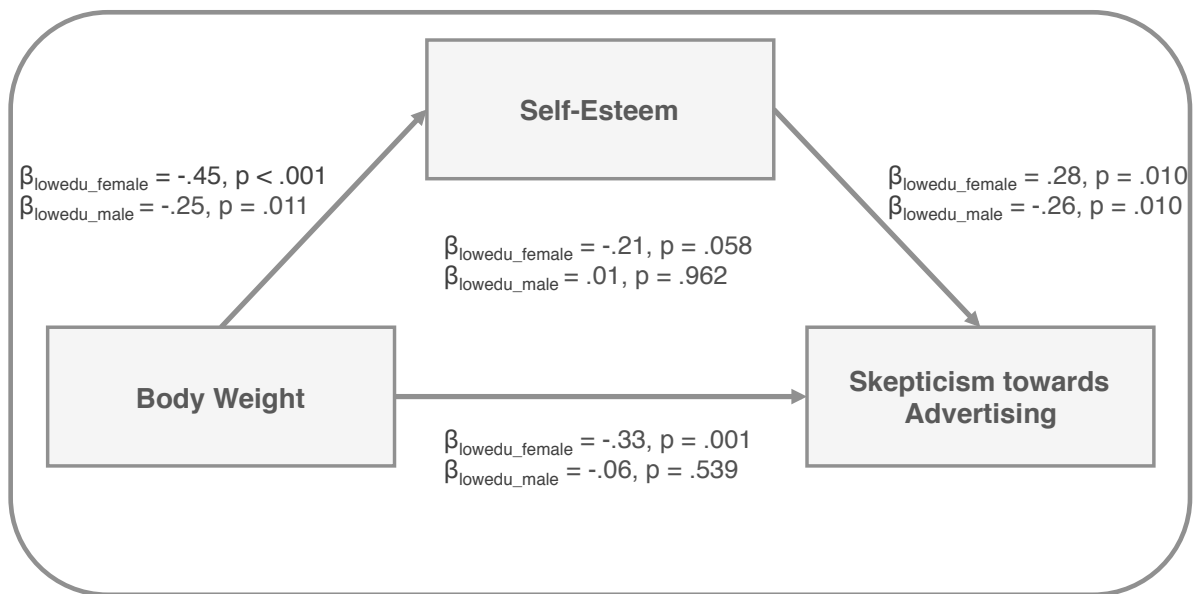 Self-Esteem
βlowedu_female = -.45, p < .001
βlowedu_male = -.25, p = .011
βlowedu_female = .28, p = .010
βlowedu_male = -.26, p = .010
βlowedu_female = -.21, p = .058
βlowedu_male = .01, p = .962
Body Weight
Skepticism towards
Advertising
βlowedu_female = -.33, p = .001
βlowedu_male = -.06, p = .539